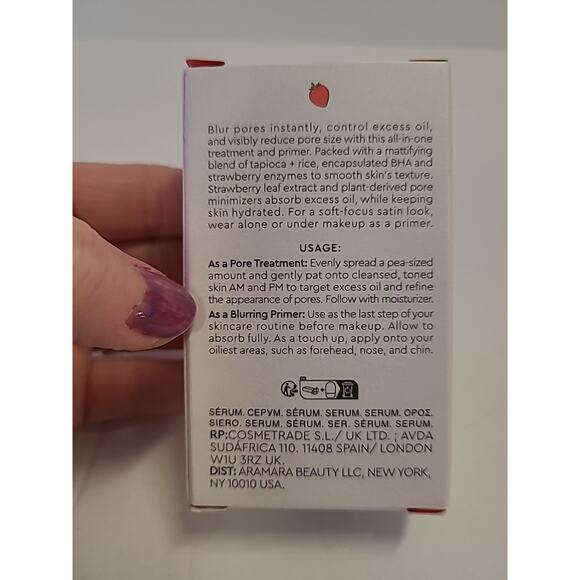 Blur pores instantly, control excess oil,
and visibly reduce pore size with this all-in-one
treatment and primer. Packed with a mattifying
blend of tapioca + rice, encapsulated BHA and
strawberry enzymes to smooth skin's texture.
Strawberry leaf extract and plant-derived pore
minimizers absorb excess oil, while keeping
skin hydrated. For a soft-focus satin look,
wear alone or under makeup as a primer.
USAGE:
As a Pore Treatment: Evenly spread a pea-sized
amount and gently pat onto cleansed, toned
skin AM and PM to target excess oil and refine
the appearance of pores. Follow with moisturizer.
As a Blurring Primer: Use as the last step of your
skincare routine before makeup. Allow to
absorb fully. As a touch up, apply onto your
oiliest areas, such as forehead, nose, and chin.
SÉRUM. СЕРУМ. SÉRUM. SERUM. SERUM. ΟΡΟΣ.
SIERO. SERUM. SÉRUM. SER. SÉRUM. SERUM.
RP:COSMETRADE S.L./ UK LTD. ; AVDA
SUDÁFRICA 110. 11408 SPAIN/ LONDON
W1U 3RZ UK.
DIST: ARAMARA BEAUTY LLC, NEW YORK,
NY 10010 USA.